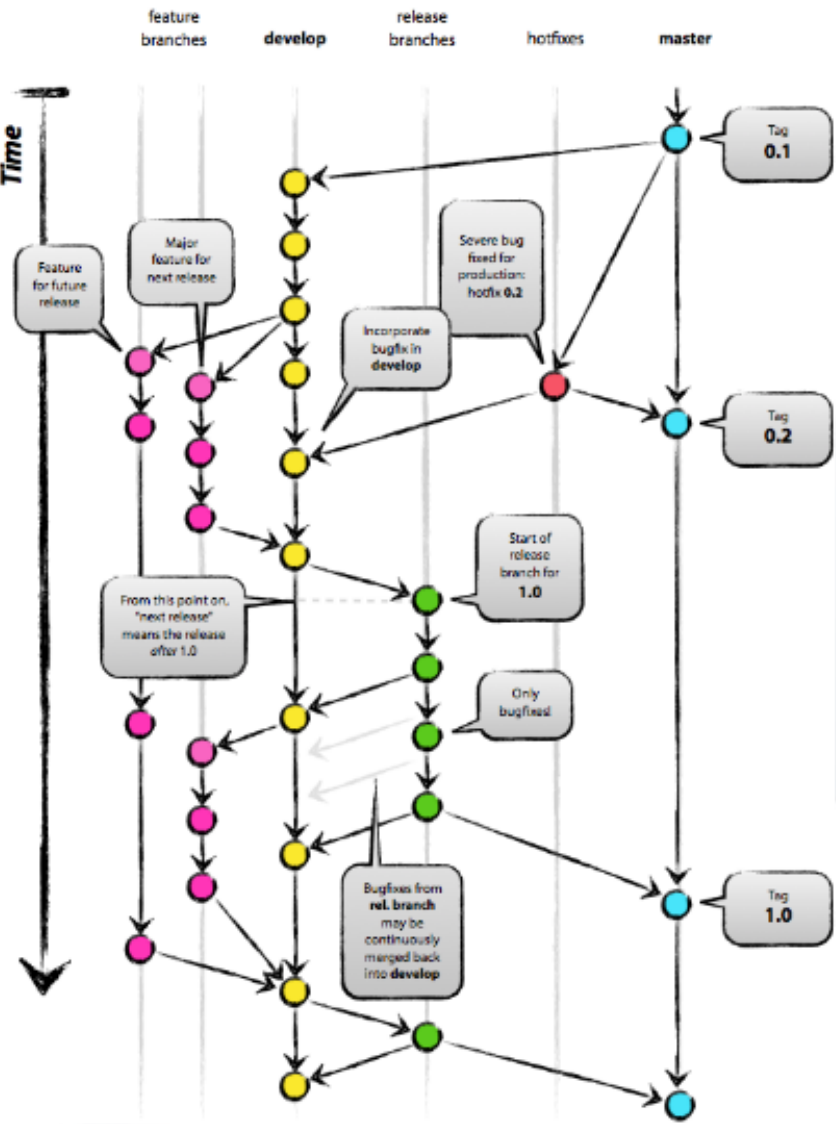 feature
branches
develop
release
branches
hotfixes
master
Time
Tag
0.1
Feature
for future
release
Major
feature for
next release
Severe bug
fixed for
production:
hotfix 0.2
Incorporate
bugfix in
develop
Tag
0.2
Start of
release
branch for
1.0
From this point on,
"next release"
means the release
after 1.0
Only
bugfixes!
Bugfixes from
rel. branch
may be
continuously
merged back
into develop
Tag
1.0